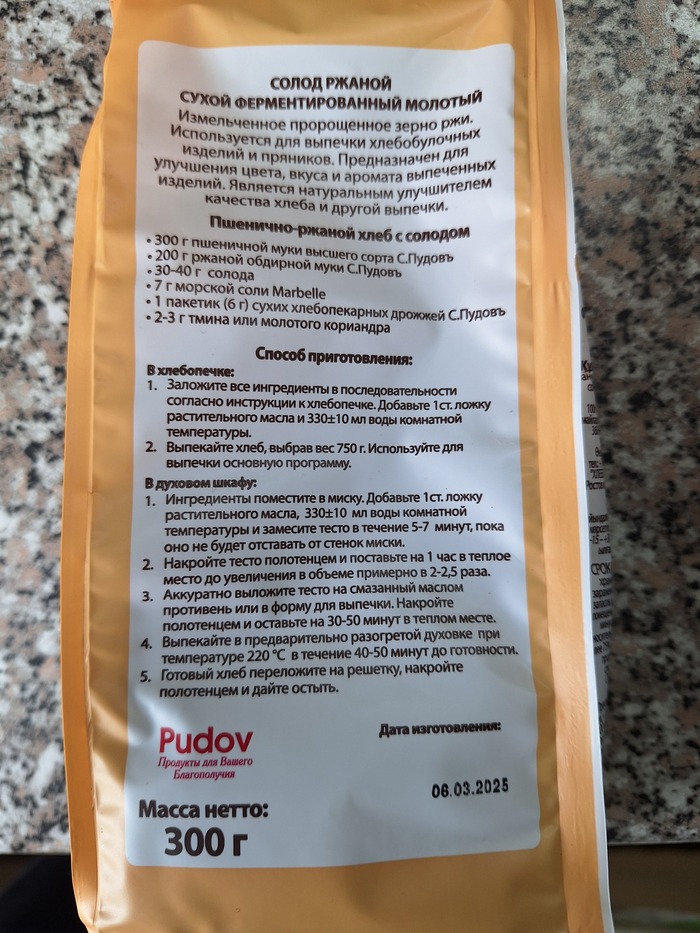 СОЛОД РЖАНОЙ
СУХОЙ ФЕРМЕНТИРОВАННЫЙ МОЛОТЫЙ
Измельченное пророщенное зерно ржи.
Используется для выпечки хлебобулочных
изделий и пряников. Предназначен для
улучшения цвета, вкуса и аромата выпеченных
изделий. Является натуральным улучшителем
качества хлеба и другой выпечки.
Пшенично-ржаной хлеб с солодом
• 300 г пшеничной муки высшего сорта С.Пудовъ
• 200 г ржаной обдирной муки С.Пудовъ
• 30-40 г солода
• 7 г морской соли Marbelle
• 1 пакетик (6 г) сухих хлебопекарных дрожжей С.Пудовъ
• 2-3 г тмина или молотого кориандра
Способ приготовления:
В хлебопечке:
1. Заложите все ингредиенты в последовательности
согласно инструкции к хлебопечке. Добавьте 1ст. ложку
растительного масла и 330±10 мл воды комнатной
температуры.
2. Выпекайте хлеб, выбрав вес 750 г. Используйте для
выпечки основную программу.
В духовом шкафу:
1. Ингредиенты поместите в миску. Добавьте 1ст. ложку
растительного масла, 330±10 мл воды комнатной
температуры и замесите тесто в течение 5-7 минут, пока
оно не будет отставать от стенок миски.
2. Накройте тесто полотенцем и поставьте на 1 час в теплое
место до увеличения в объеме примерно в 2-2,5 раза.
3. Аккуратно выложите тесто на смазанный маслом
противень или в форму для выпечки. Накройте
полотенцем и оставьте на 30-50 минут в теплом месте.
4. Выпекайте в предварительно разогретой духовке при
температуре 220 °С в течение 40-50 минут до готовности.
5. Готовый хлеб переложите на решетку, накройте
полотенцем и дайте остыть.
Pudov
Продукты для Вашего
Благополучия
Дата изготовления:
06.03.2025
Масса нетто:
300 г